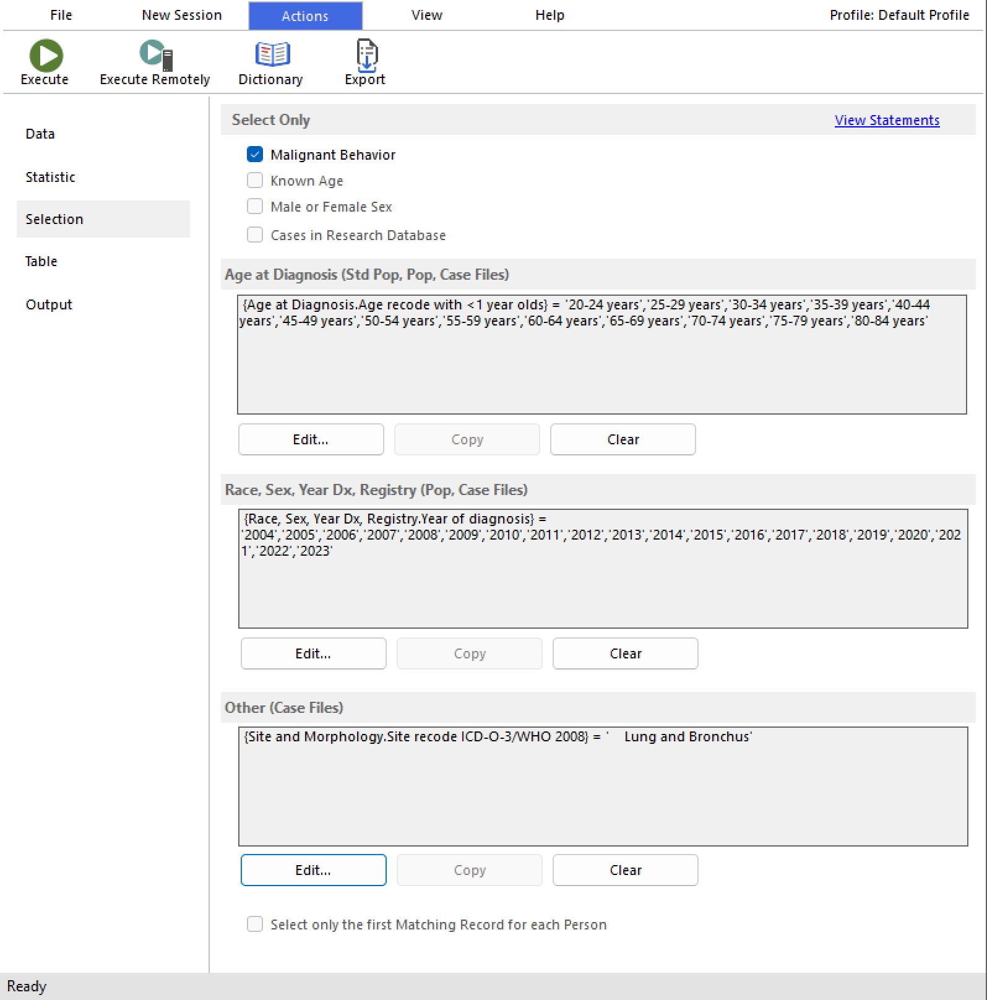 File New Session Actions View Help Profile: Default Profile
Execute Execute Remotely Dictionary Export
Data
Statistic
Selection
Table
Output
Select Only View Statements
Malignant Behavior
Known Age
Male or Female Sex
Cases in Research Database
Age at Diagnosis (Std Pop, Pop, Case Files)
{Age at Diagnosis.Age recode with <1 year olds} = '20-24 years','25-29 years','30-34 years','35-39 years','40-44
years','45-49 years','50-54 years','55-59 years','60-64 years','65-69 years','70-74 years','75-79 years','80-84 years'
Edit... Copy Clear
Race, Sex, Year Dx, Registry (Pop, Case Files)
{Race, Sex, Year Dx, Registry.Year of diagnosis} =
'2004','2005','2006','2007','2008','2009','2010','2011','2012','2013','2014','2015','2016','2017','2018','2019','2020','202
1','2022','2023'
Edit... Copy Clear
Other (Case Files)
{Site and Morphology.Site recode ICD-O-3/WHO 2008} = '    Lung and Bronchus'
Edit... Copy Clear
Select only the first Matching Record for each Person
Ready